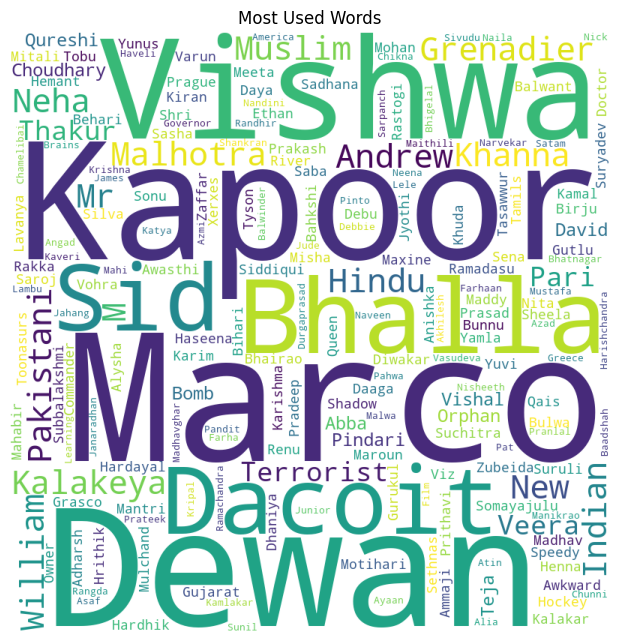 Most Used Words
Qureshi
Yunus
Tobu
Varun
Muslim
Mohan
Grenadier
America
Sivudu
Naila
Nick
Chikna
Mitali
Hemant
Choudhary
Vishwa
Prague
Meeta
Daya
Sadhana
Sarpanch
Rastogi
Balwant
Doctor
Neha
Behari
Kiran
Shri
Ethan
Nandini
Randhir
Bhigelal
Thakur
Governor
Sasha
Prakash
Maithili
Narvekar
Satam
Suryadev
Chamelibai
Brains
Malhotra
Shankran
River
Andrew
Khanna
Krishna
James
Kapoor
Saba
Neena
Lele
Lavanya
Mr
Silva
Sonu
Zaffar
Azmi
Xerxes
Tyson
Balwinder
Bahkshi
Pinto
Debu
Debbie
Jyothi
Khuda
Tasawwur
Tamils
Kamal
Birju
David
Gutlu
Angad
Kaveri
Katya
Jude
Misha
Maxine
Sena
Bhatnagar
Rakka
Saroj
Lambu
Mahi
Jahang
Sid
M
Vohra
Awasthi
Siddiqui
Hindu
Ramadasu
Pari
Mustafa
Toonasurs
Pakistani
Subbalakshmi
Haseena
Karim
Bihari
Bhairao
Bhalla
Durgaprasad
Queen
Naveen
Diwakar
Anishka
Akhilesh
Farhaan
Maddy
Prasad
Bunnu
Yamla
Nita
Sheela
Azad
Harishchandra
Vasudeva
Yuvi
Greece
Mahabir
Learning
Commander
Janaradhan
Alysha
Madhavghar
Marco
Bomb
Pandit
Farha
Karishma
Pradeep
Renu
Shadow
Daaga
Pahwa
Malwa
Abba
Pindari
Maroun
Nisheeth
Vishal
Orphan
Suchitra
Qais
Bulwa
Pat
Pranlal
Baadshah
Kalakeya
Hardayal
Mantri
Grasco
Prateek
Terrorist
Dacoit
Kripal
Ramachandra
Dhaniya
Junior
Viz
Gurukul
Film
Zubeida
Suruli
New
Somayajulu
Manikrao
Veera
Indian
William
Owner
Rangda
Asaf
Adharsh
Hrithik
Mulchand
Dewan
Gujarat
Kamlakar
Motihari
Ayaan
Sethnas
Ammaji
Prithavi
Teja
Atin
Alia
Madhav
Speedy
Henna
Awkward
Hockey
Chunni
Kalakar
Hardhik
Sunil